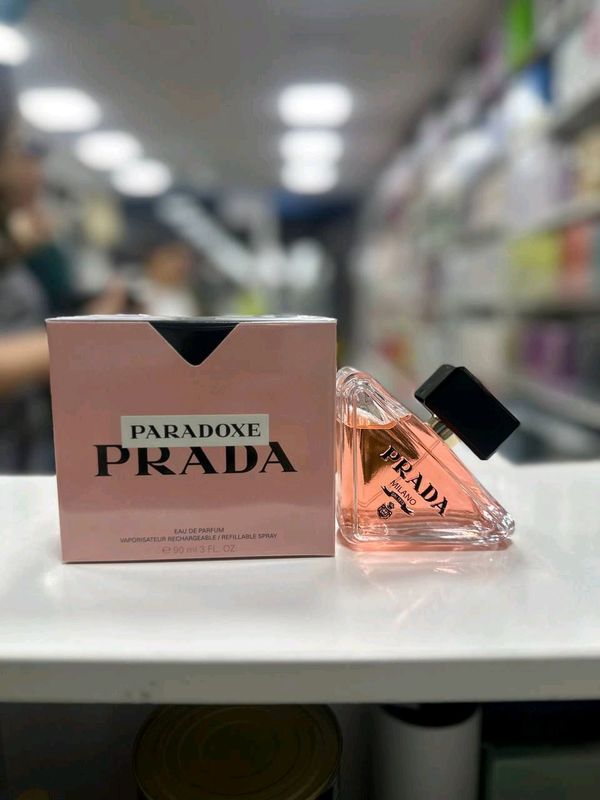 PARADOXE
PRADA
EAU DE PARFUM
VAPORISATEUR RECHARGEABLE / REFILLABLE SPRAY
℮ 90 ml 3 FL. OZ.
PRADA
MILANO